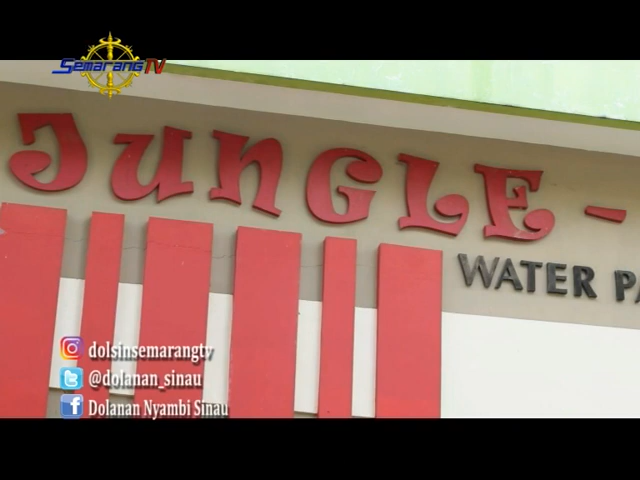 SemarangTV
JUNGLE -
WATER PA
dolsinsemarangtv
@dolanan_sinau
Dolanan Nyambi Sinau